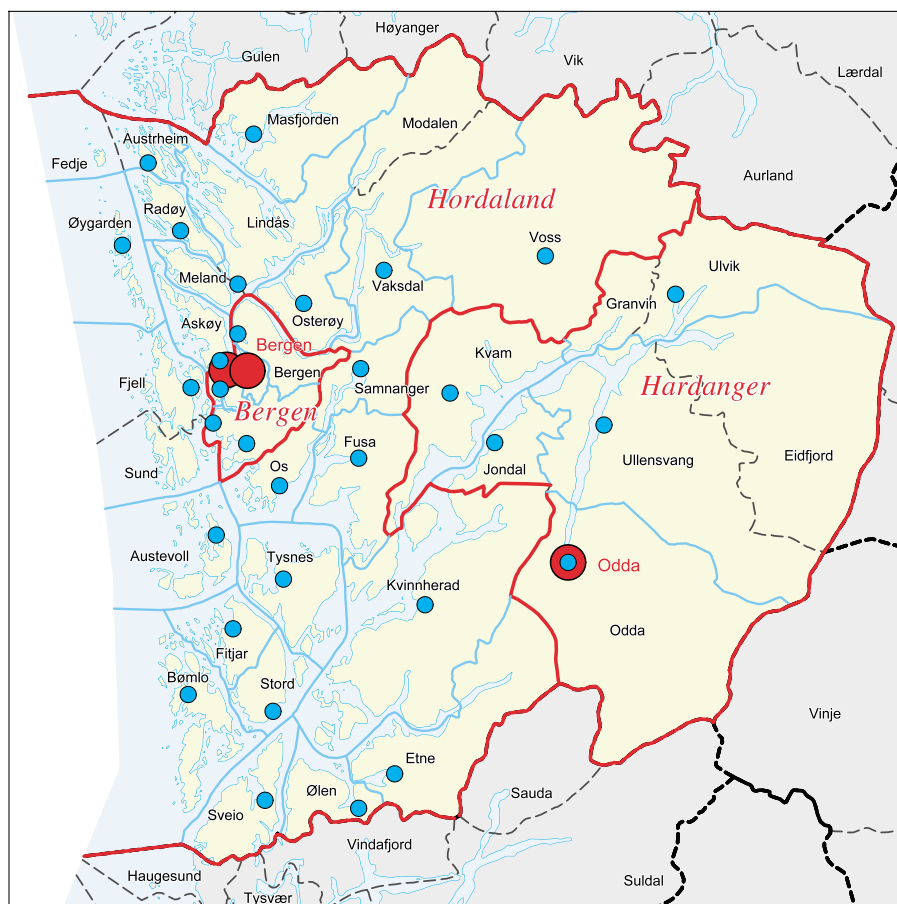 Høyanger
Gulen
Vik
Lærdal
Masfjorden
Modalen
Austrheim
Fedje
Aurland
Hordaland
Radøy
Øygarden
Lindås
Voss
Ulvik
Meland
Vaksdal
Granvin
Osterøy
Askøy
Bergen
Kvam
Bergen
Fjell
Samnanger
Hardanger
Bergen
Fusa
Eidfjord
Ullensvang
Sund
Os
Jondal
Austevoll
Tysnes
Odda
Kvinnherad
Odda
Fitjar
Bømlo
Stord
Vinje
Etne
Ølen
Sauda
Sveio
Vindafjord
Haugesund
Suldal
Tysvær